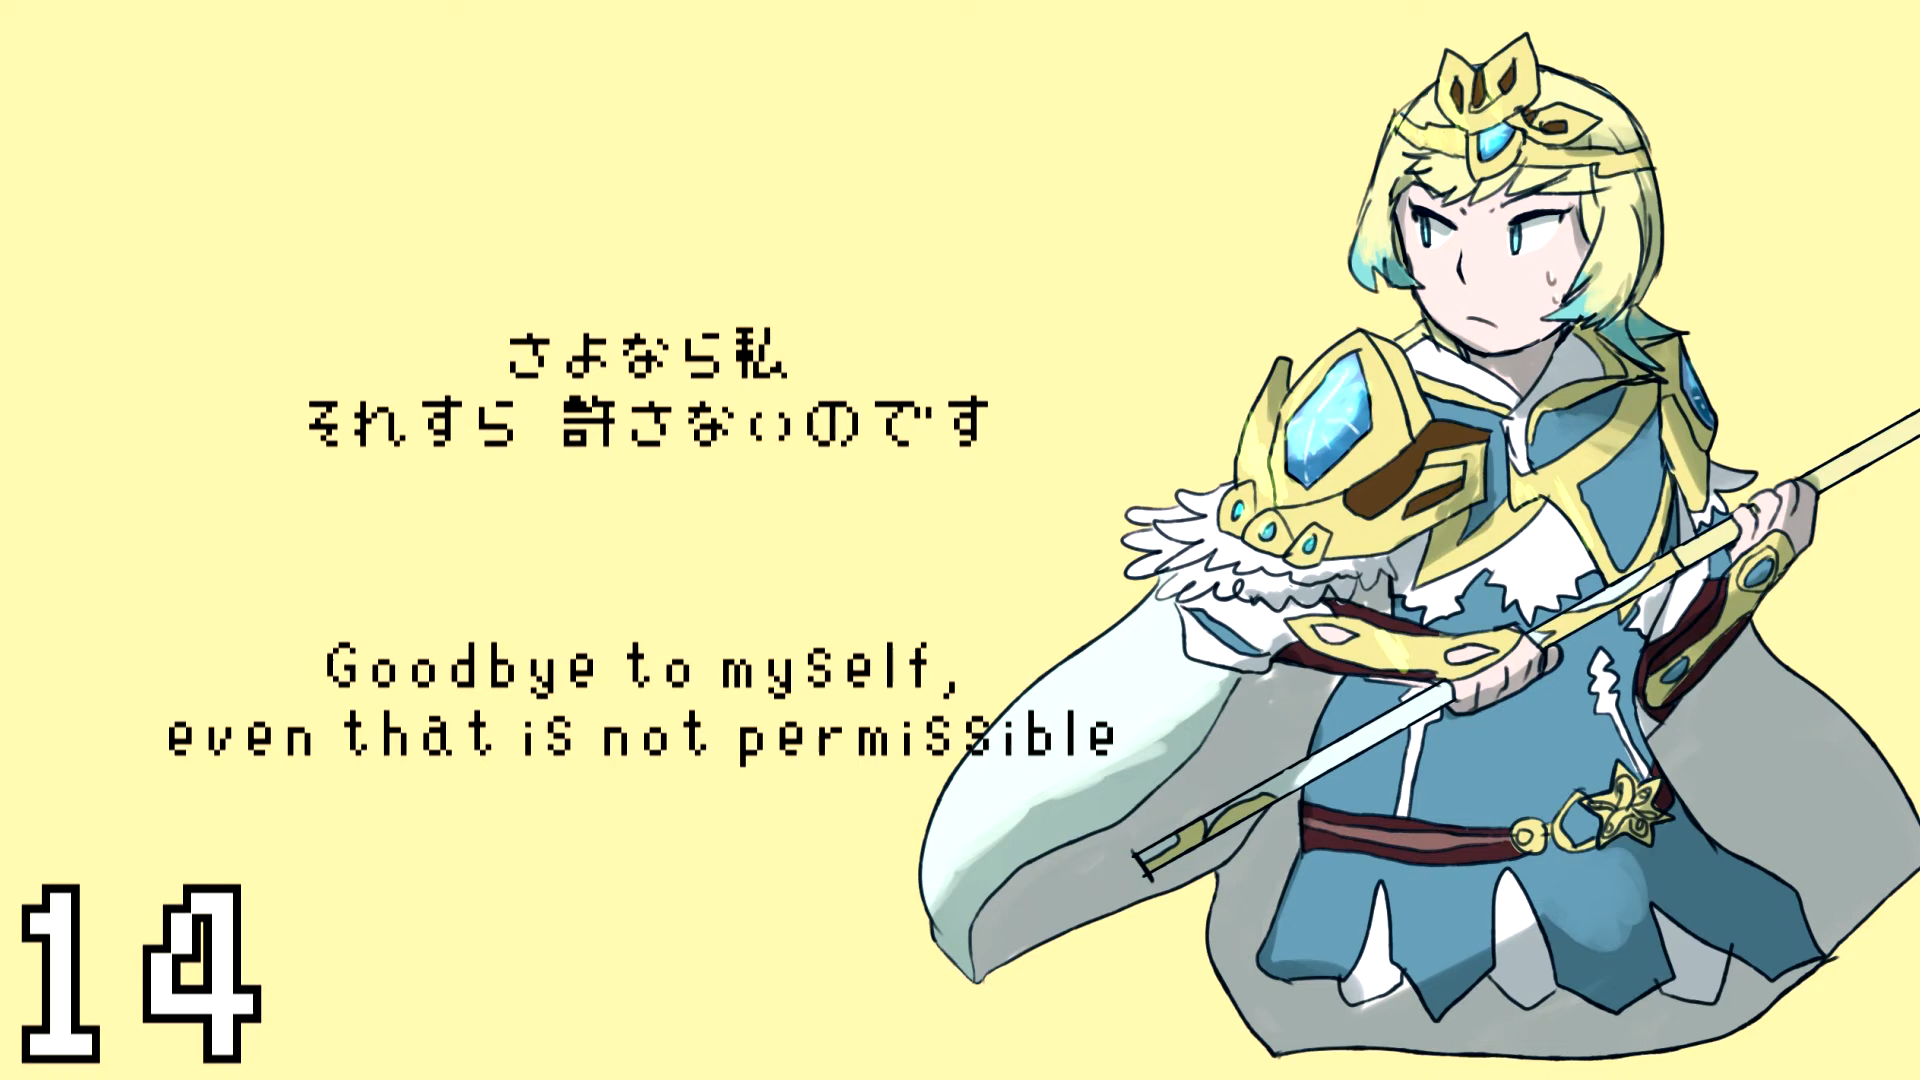 さよなら私
それすら 許さないのです
Goodbye to myself,
even that is not permissible
14